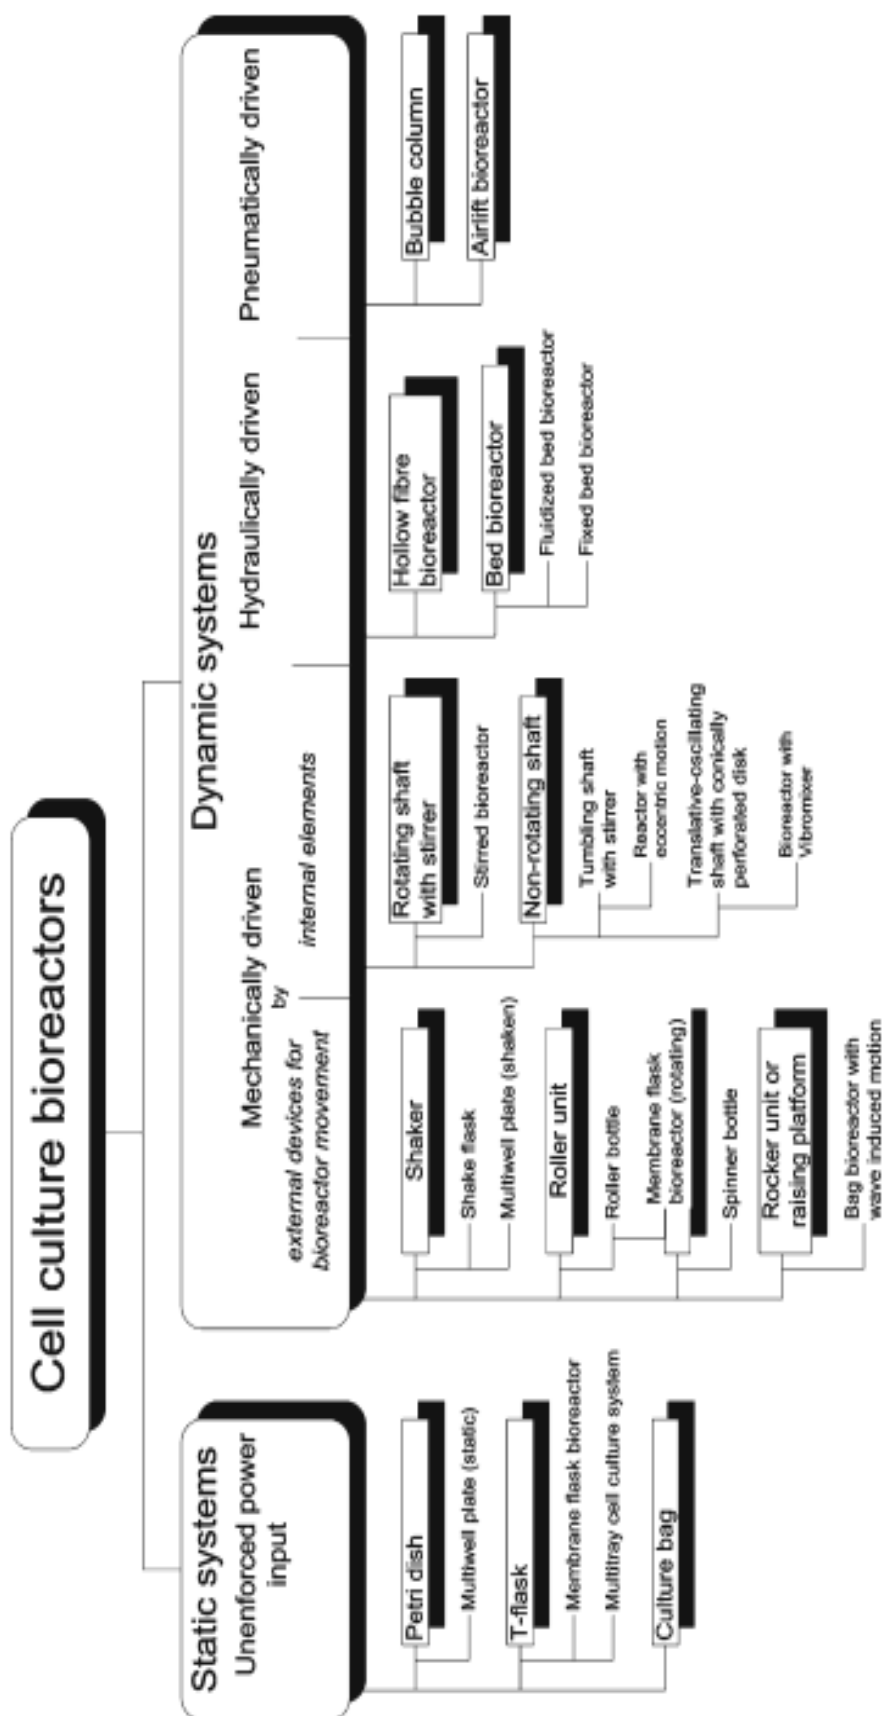 Cell culture bioreactors
Static systems
Unenforced power
input
Petri dish
Multiwell plate (static)
T-flask
Membrane flask bioreactor
Multitray cell culture system
Culture bag
Dynamic systems
Mechanically driven
by
external devices for
bioreactor movement
Shaker
Shake flask
Multiwell plate (shaken)
Roller unit
Roller bottle
Membrane flask
bioreactor (rotating)
Spinner bottle
Rocker unit or
raising platform
Bag bioreactor with
wave induced motion
internal elements
Rotating shaft
with stirrer
Stirred bioreactor
Non-rotating shaft
Tumbling shaft
with stirrer
Reactor with
eccentric motion
Translative-oscillating
shaft with conically
perforated disk
Bioreactor with
Vibromixer
Hydraulically driven
Hollow fibre
bioreactor
Bed bioreactor
Fluidized bed bioreactor
Fixed bed bioreactor
Pneumatically driven
Bubble column
Airlift bioreactor